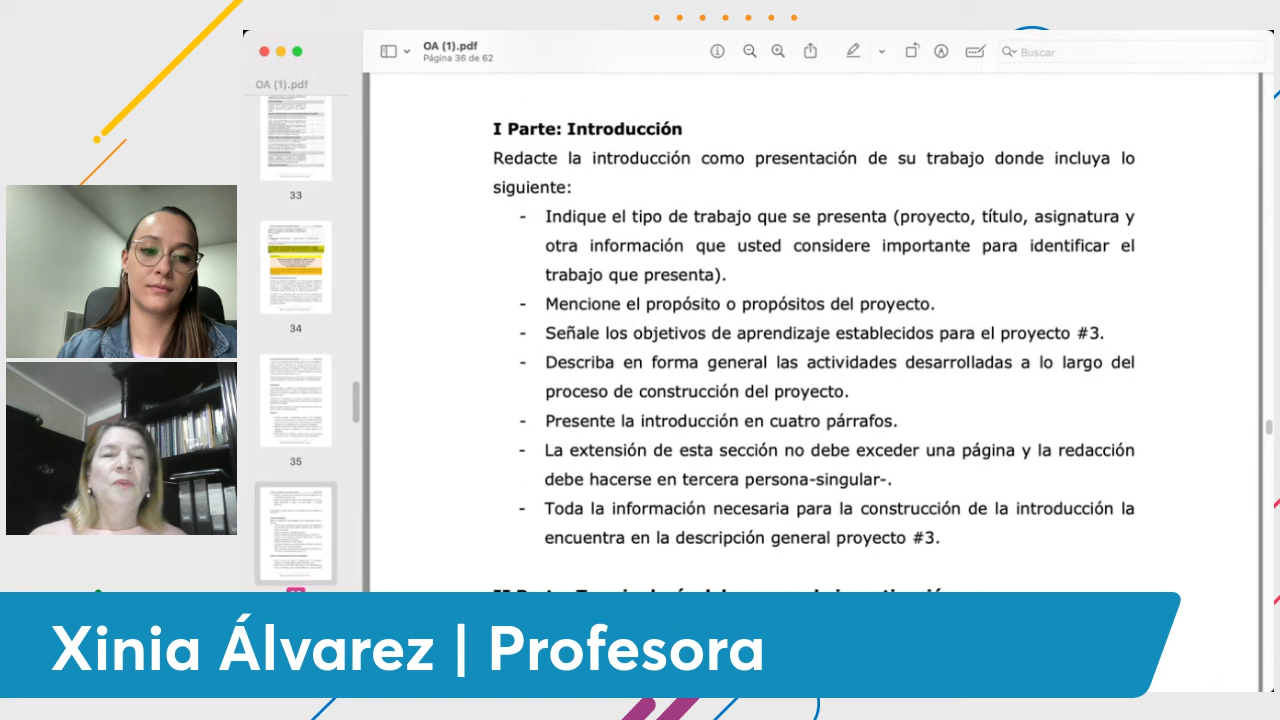 OA (1).pdf
Página 36 de 62
Buscar
OA (1).pdf
33
34
35
I Parte: Introducción
Redacte la introducción como presentación de su trabajo donde incluya lo
siguiente:
- Indique el tipo de trabajo que se presenta (proyecto, título, asignatura y
otra información que usted considere importante para identificar el
trabajo que presenta).
- Mencione el propósito o propósitos del proyecto.
- Señale los objetivos de aprendizaje establecidos para el proyecto #3.
- Describa en forma general las actividades desarrolladas a lo largo del
proceso de construcción del proyecto.
- Presente la introducción en cuatro párrafos.
- La extensión de esta sección no debe exceder una página y la redacción
debe hacerse en tercera persona-singular-.
- Toda la información necesaria para la construcción de la introducción la
encuentra en la descripción general proyecto #3.
Xinia Álvarez | Profesora